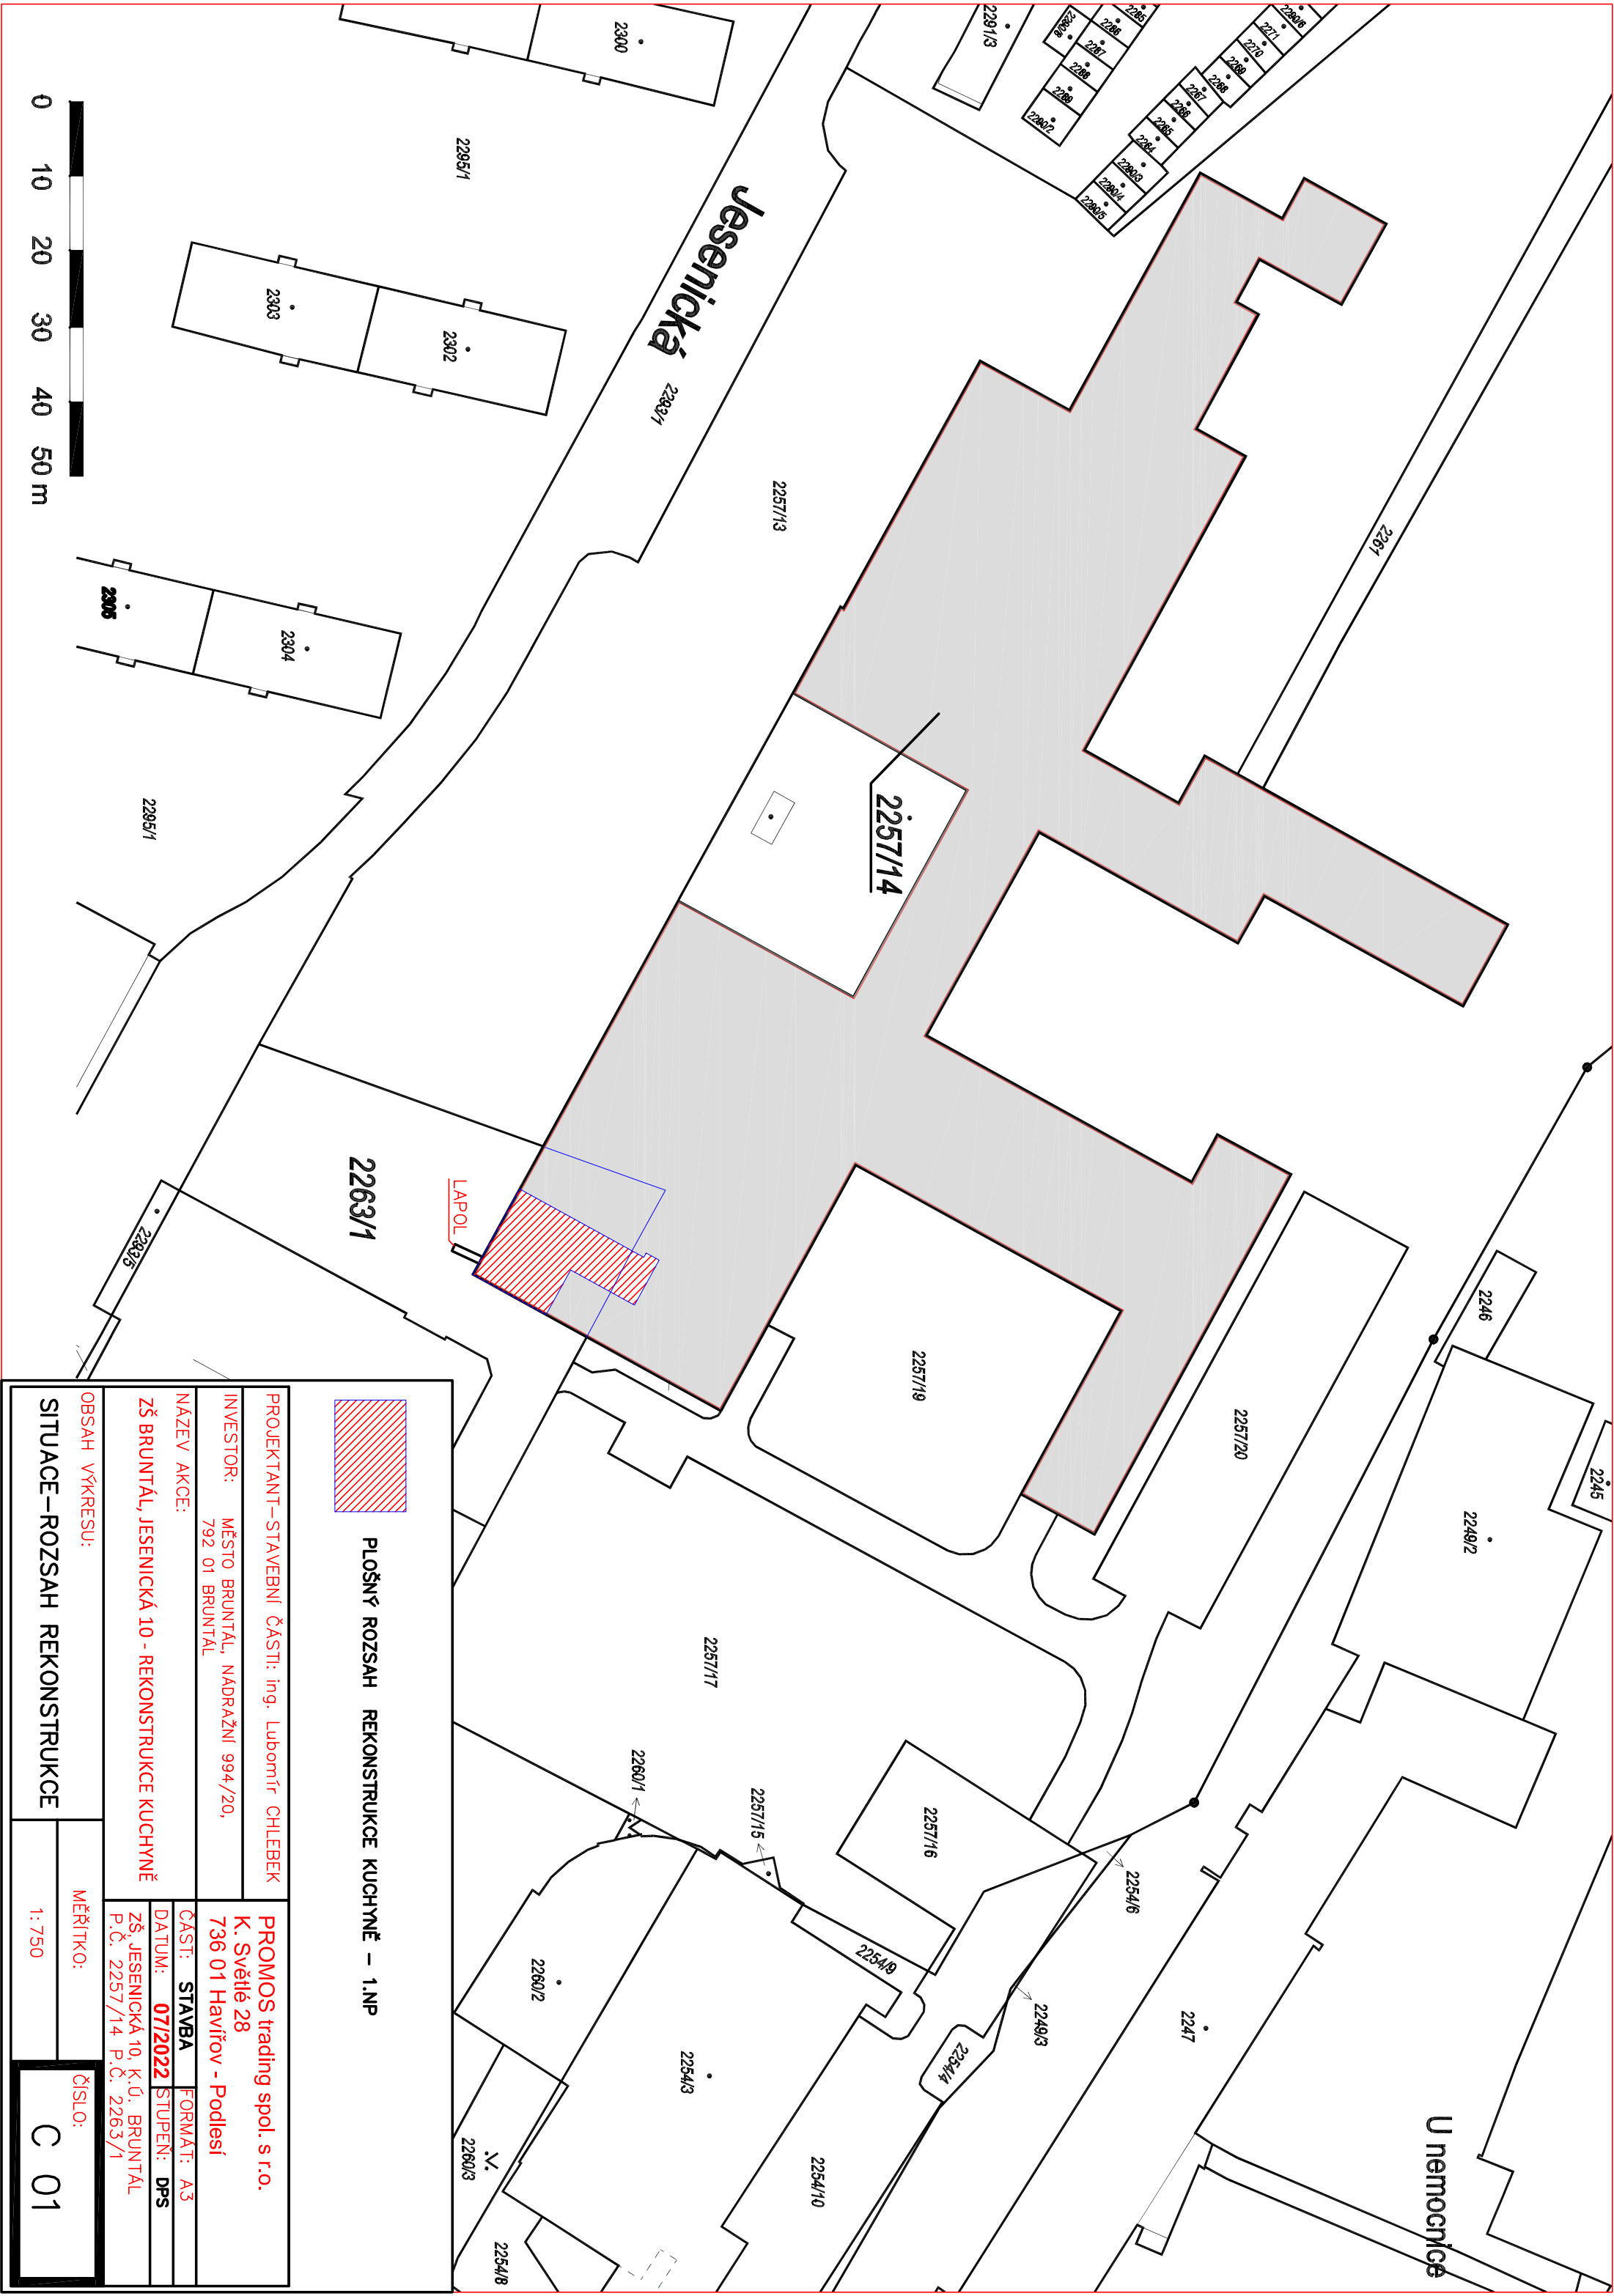 U nemocnice
Jesenická
2291/3
2285
2286
2287
2288
2289
2290/2
2290/8
2290/6
2271
2270
2269
2268
2267
2266
2265
2264
2290/3
2290/4
2290/5
2300
2295/1
2303
2302
2293/1
2257/13
2261
2305
2304
2295/1
2257/14
2263/1
LAPOL
2293/5
2257/19
2257/20
2246
2245
2249/2
2257/17
2257/16
2257/15
2260/1
2254/6
2254/9
2249/3
2254/4
2247
2260/2
2254/3
2254/10
2260/3
2254/8
0 10 20 30 40 50 m
PLOŠNÝ ROZSAH REKONSTRUKCE KUCHYNĚ – 1.NP
PROJEKTANT–STAVEBNÍ ČÁSTI: ing. Lubomír CHLEBEK
INVESTOR: MĚSTO BRUNTÁL, NÁDRAŽNÍ 994/20,
792 01 BRUNTÁL
NÁZEV AKCE:
ZŠ BRUNTÁL, JESENICKÁ 10 - REKONSTRUKCE KUCHYNĚ
OBSAH VÝKRESU:
SITUACE–ROZSAH REKONSTRUKCE
PROMOS trading spol. s r.o.
K. Světlé 28
736 01 Havířov - Podlesí
ČÁST: STAVBA
FORMÁT: A3
DATUM: 07/2022
STUPEŇ: DPS
ZŠ, JESENICKÁ 10, K.Ú. BRUNTÁL
P.Č. 2257/14 P.Č. 2263/1
MĚŘÍTKO:
1: 750
ČÍSLO:
C 01